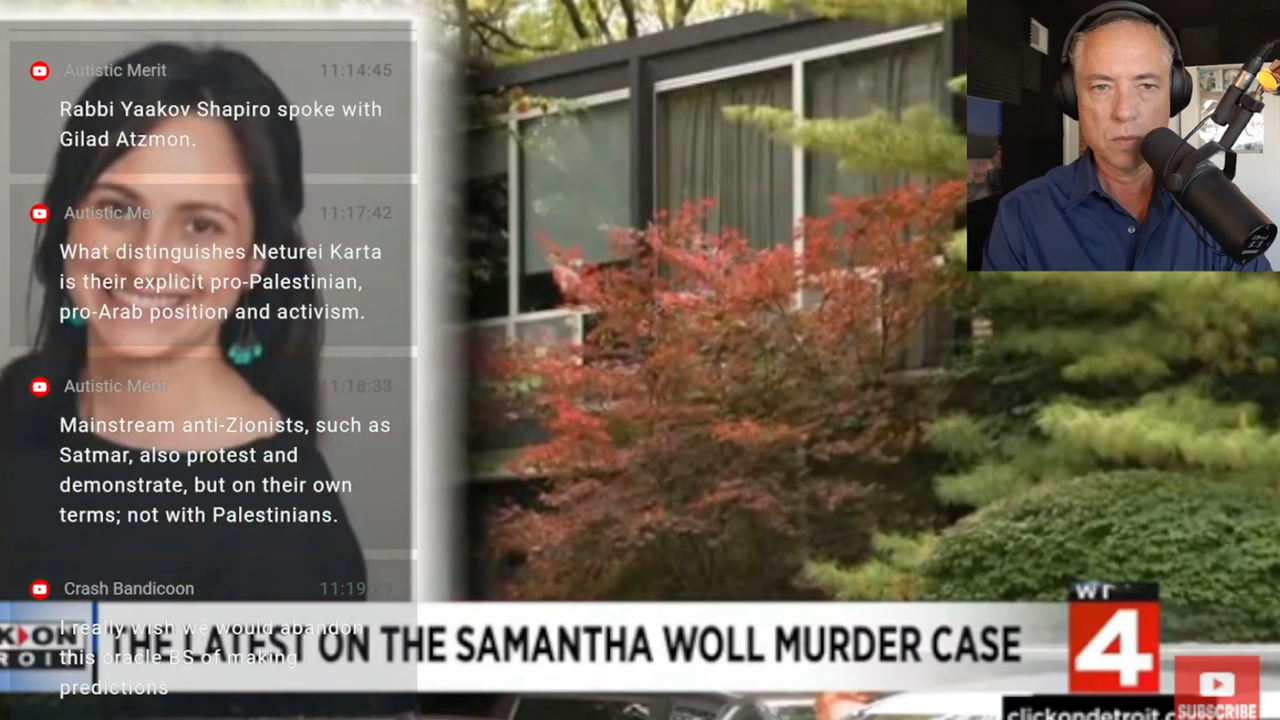 Autistic Merit 11:14:45
Rabbi Yaakov Shapiro spoke with
Gilad Atzmon.
Autistic Merit 11:17:42
What distinguishes Neturei Karta
is their explicit pro-Palestinian,
pro-Arab position and activism.
Autistic Merit 11:18:33
Mainstream anti-Zionists, such as
Satmar, also protest and
demonstrate, but on their own
terms; not with Palestinians.
Crash Bandicoon 11:19
I really wish we would abandon
this oracle BS of making
predictions
ON THE SAMANTHA WOLL MURDER CASE
4
clickondetroit.c
SUBSCRIBE